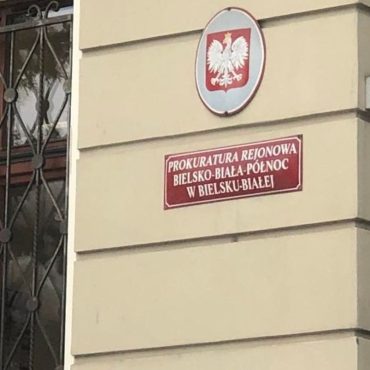 PROKURATURA REJONOWA
BIELSKO-BIAŁA-PÓŁNOC
W BIELSKU-BIAŁEJ